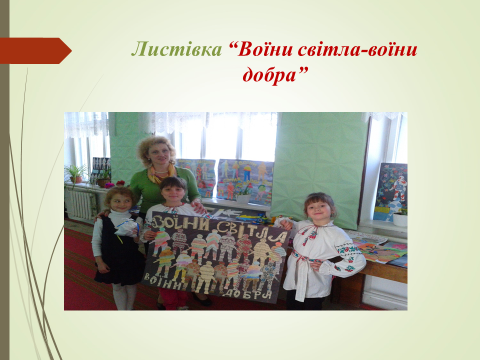 Листівка “Воїни світла-воїни
добра”
ВОЇНИ СВІТЛА
ВОЇНИ ДОБРА